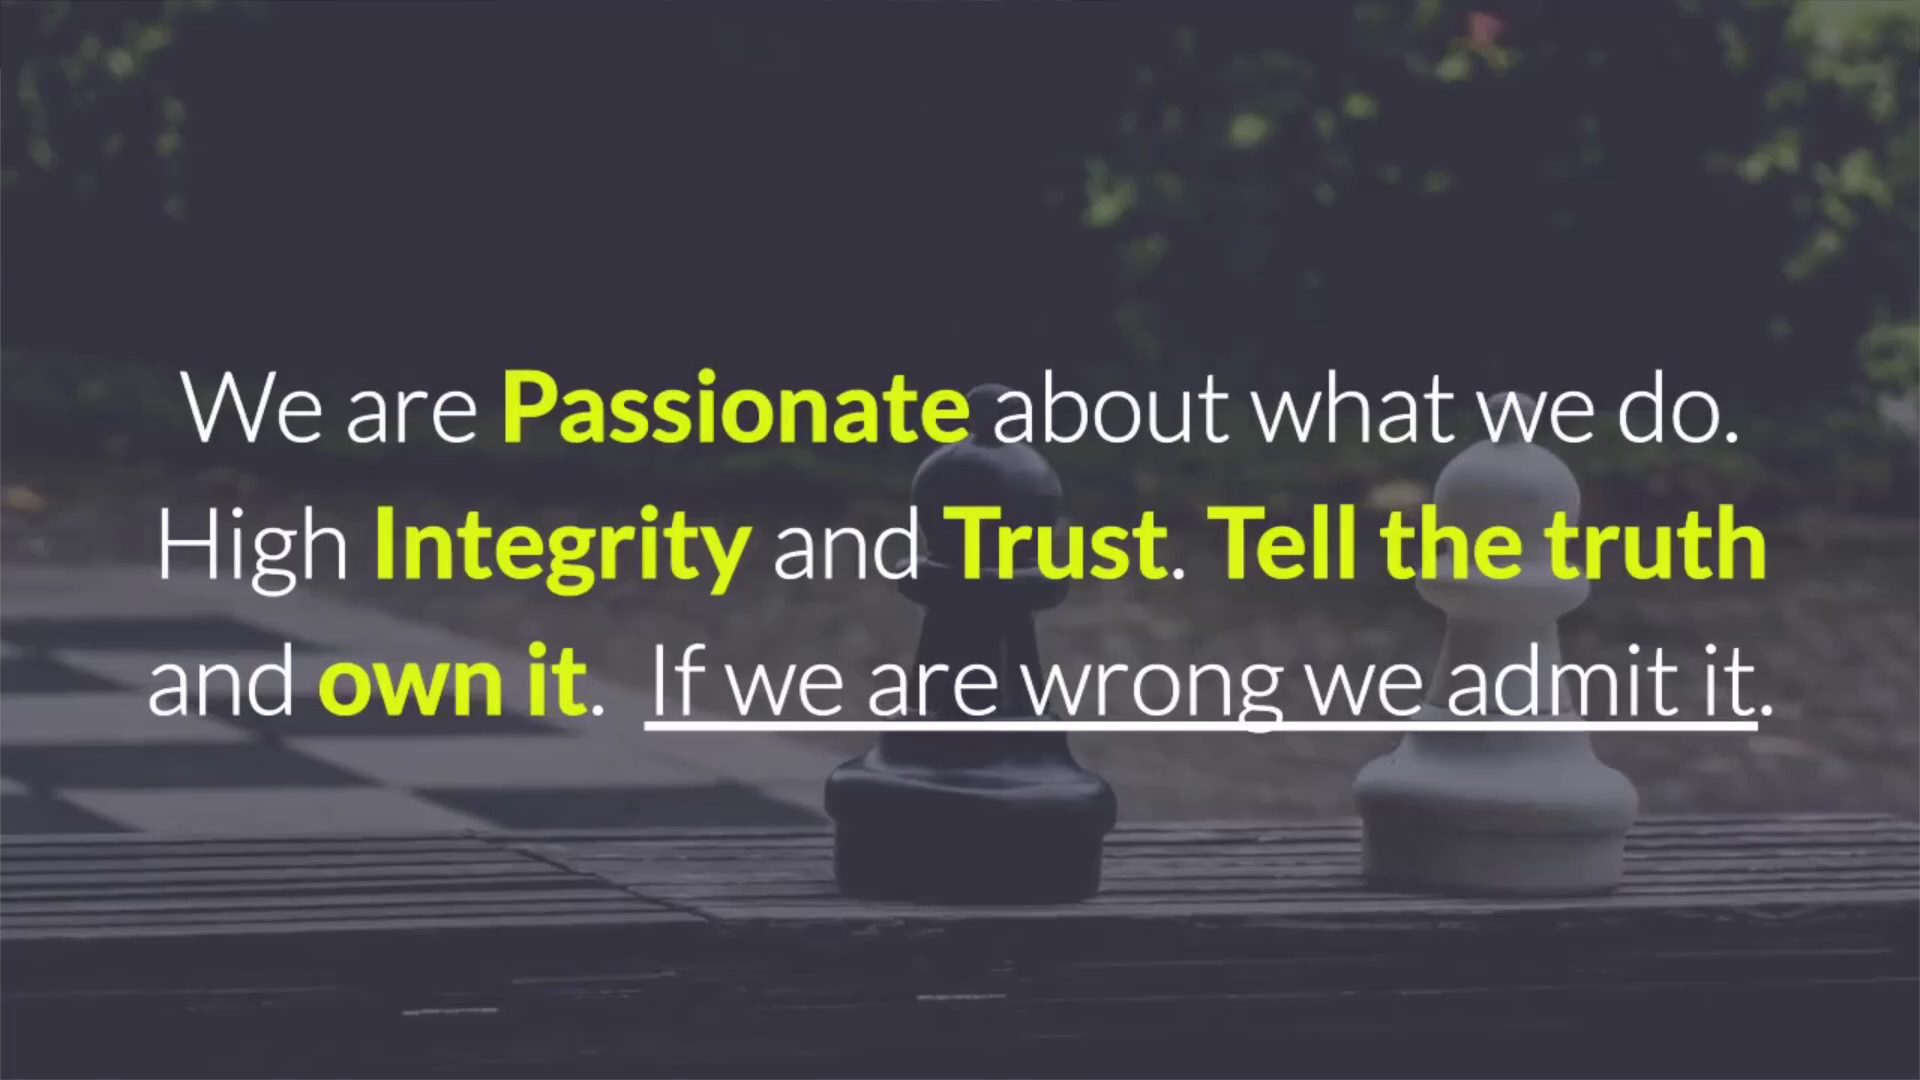 We are Passionate about what we do.
High Integrity and Trust. Tell the truth
and own it.  If we are wrong we admit it.